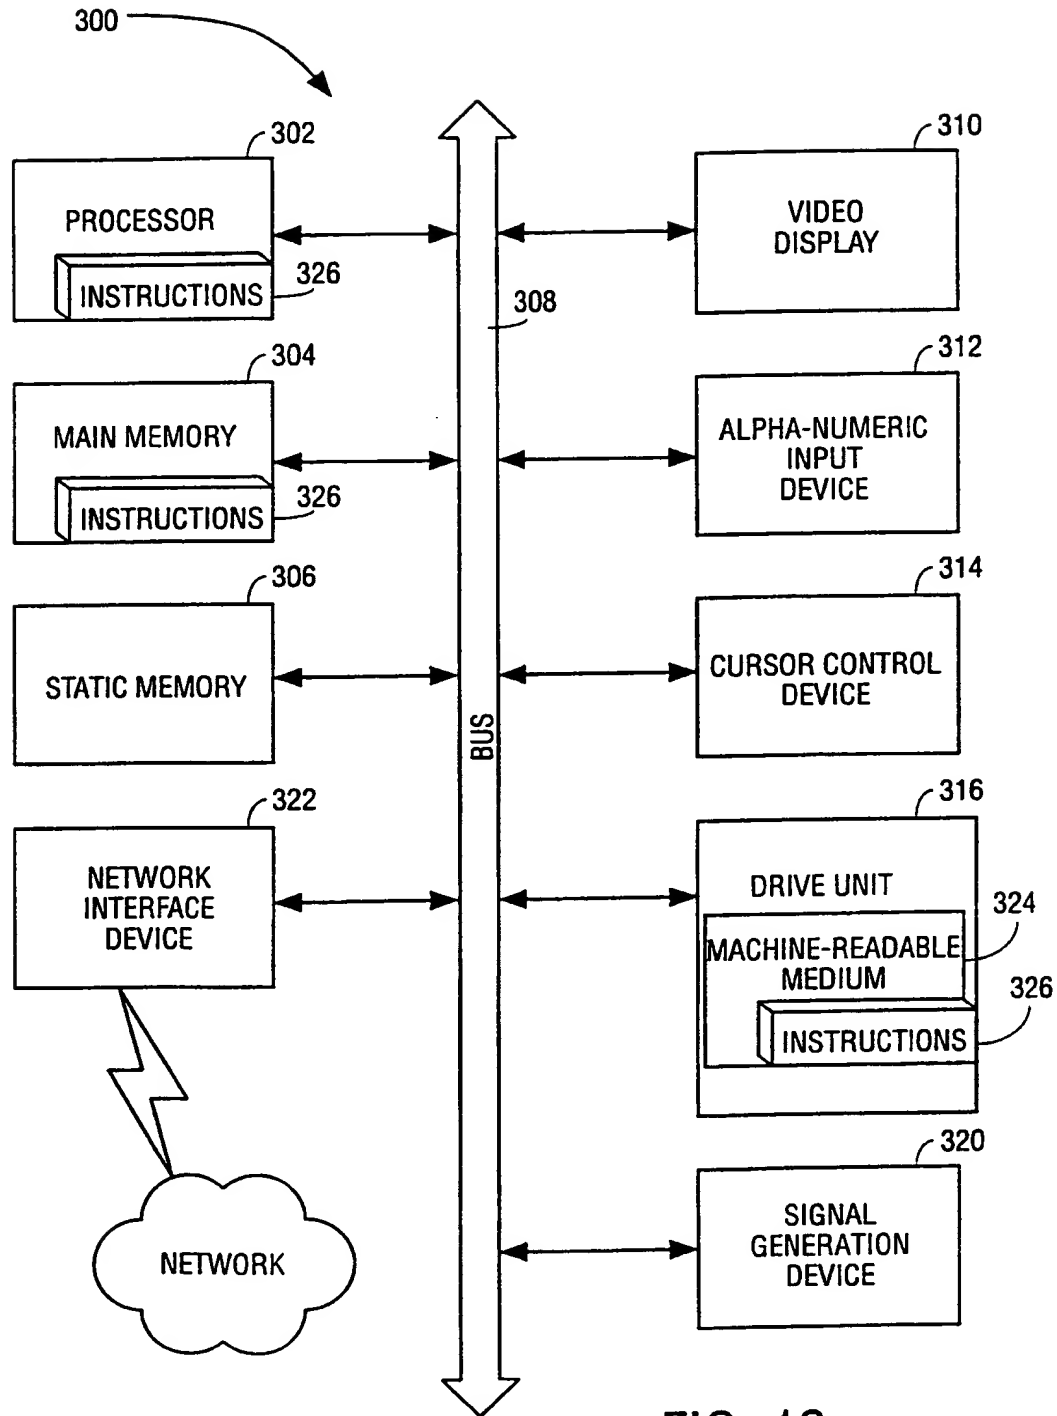 300
302
PROCESSOR
INSTRUCTIONS
326
304
MAIN MEMORY
INSTRUCTIONS
326
306
STATIC MEMORY
322
NETWORK
INTERFACE
DEVICE
NETWORK
308
BUS
310
VIDEO
DISPLAY
312
ALPHA-NUMERIC
INPUT
DEVICE
314
CURSOR CONTROL
DEVICE
316
DRIVE UNIT
324
MACHINE-READABLE
MEDIUM
326
INSTRUCTIONS
320
SIGNAL
GENERATION
DEVICE